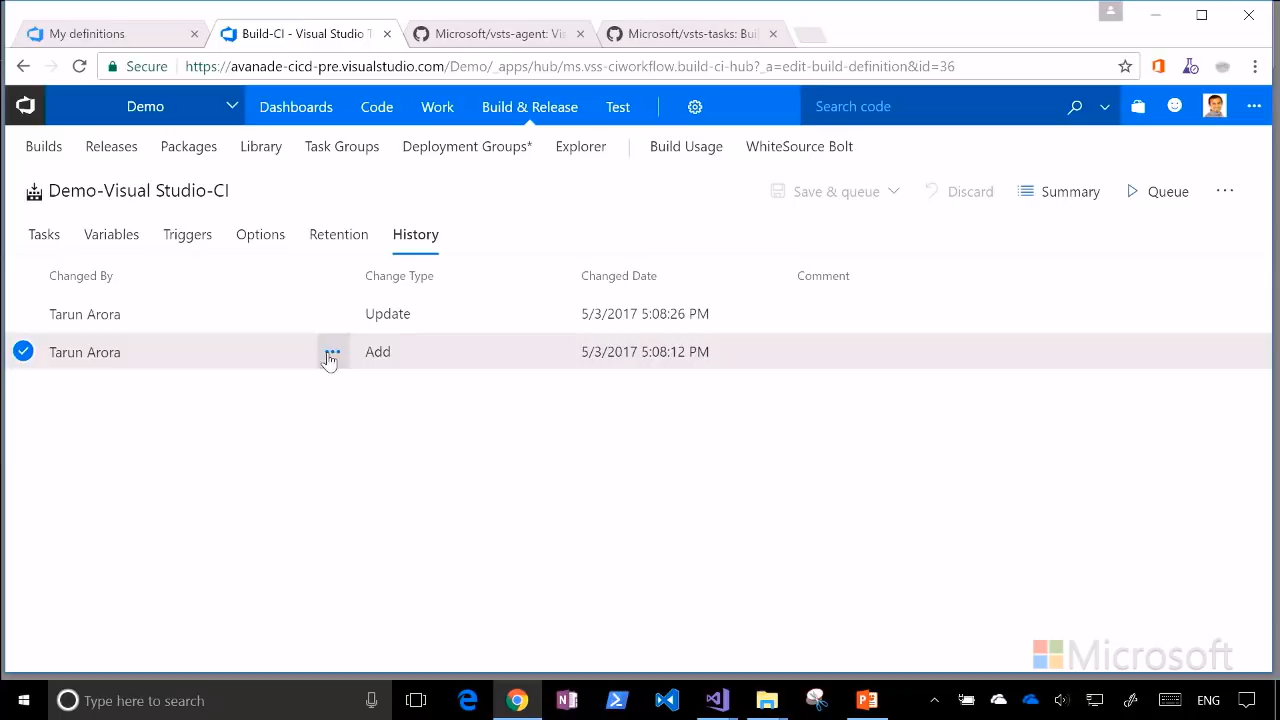 My definitions
Build-CI - Visual Studio T
Microsoft/vsts-agent: Vi
Microsoft/vsts-tasks: Buil
Secure
https://avanade-cicd-pre.visualstudio.com/Demo/_apps/hub/ms.vss-ciworkflow.build-ci-hub?_a=edit-build-definition&id=36
Demo
Dashboards
Code
Work
Build & Release
Test
Search code
Builds
Releases
Packages
Library
Task Groups
Deployment Groups*
Explorer
Build Usage
WhiteSource Bolt
Demo-Visual Studio-CI
Save & queue
Discard
Summary
Queue
Tasks
Variables
Triggers
Options
Retention
History
Changed By Change Type Changed Date Comment
Tarun Arora Update 5/3/2017 5:08:26 PM
Tarun Arora Add 5/3/2017 5:08:12 PM
Microsoft
Type here to search
ENG